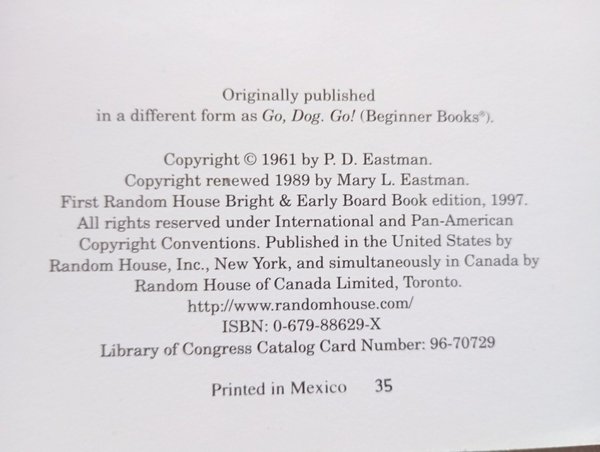 Originally published
in a different form as Go, Dog. Go! (Beginner Books®).
Copyright © 1961 by P. D. Eastman.
Copyright renewed 1989 by Mary L. Eastman.
First Random House Bright & Early Board Book edition, 1997.
All rights reserved under International and Pan-American
Copyright Conventions. Published in the United States by
Random House, Inc., New York, and simultaneously in Canada by
Random House of Canada Limited, Toronto.
http://www.randomhouse.com/
ISBN: 0-679-88629-X
Library of Congress Catalog Card Number: 96-70729
Printed in Mexico 35